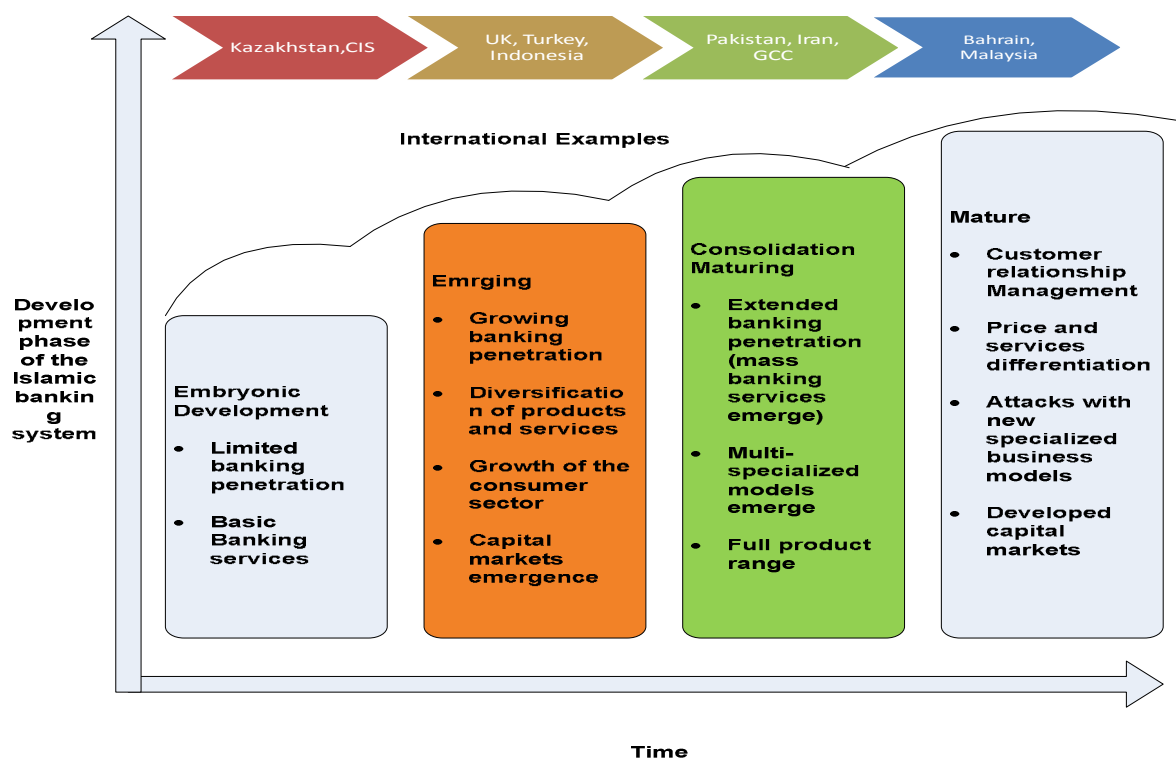 Kazakhstan,CIS
UK, Turkey,
Indonesia
Pakistan, Iran,
GCC
Bahrain,
Malaysia
International Examples
Develo
pment
phase
of the
Islamic
bankin
g
system
Embryonic
Development
• Limited
banking
penetration
• Basic
Banking
services
Emrging
• Growing
banking
penetration
• Diversificatio
n of products
and services
• Growth of the
consumer
sector
• Capital
markets
emergence
Consolidation
Maturing
• Extended
banking
penetration
(mass
banking
services
emerge)
• Multi-
specialized
models
emerge
• Full product
range
Mature
• Customer
relationship
Management
• Price and
services
differentiation
• Attacks with
new
specialized
business
models
• Developed
capital
markets
Time